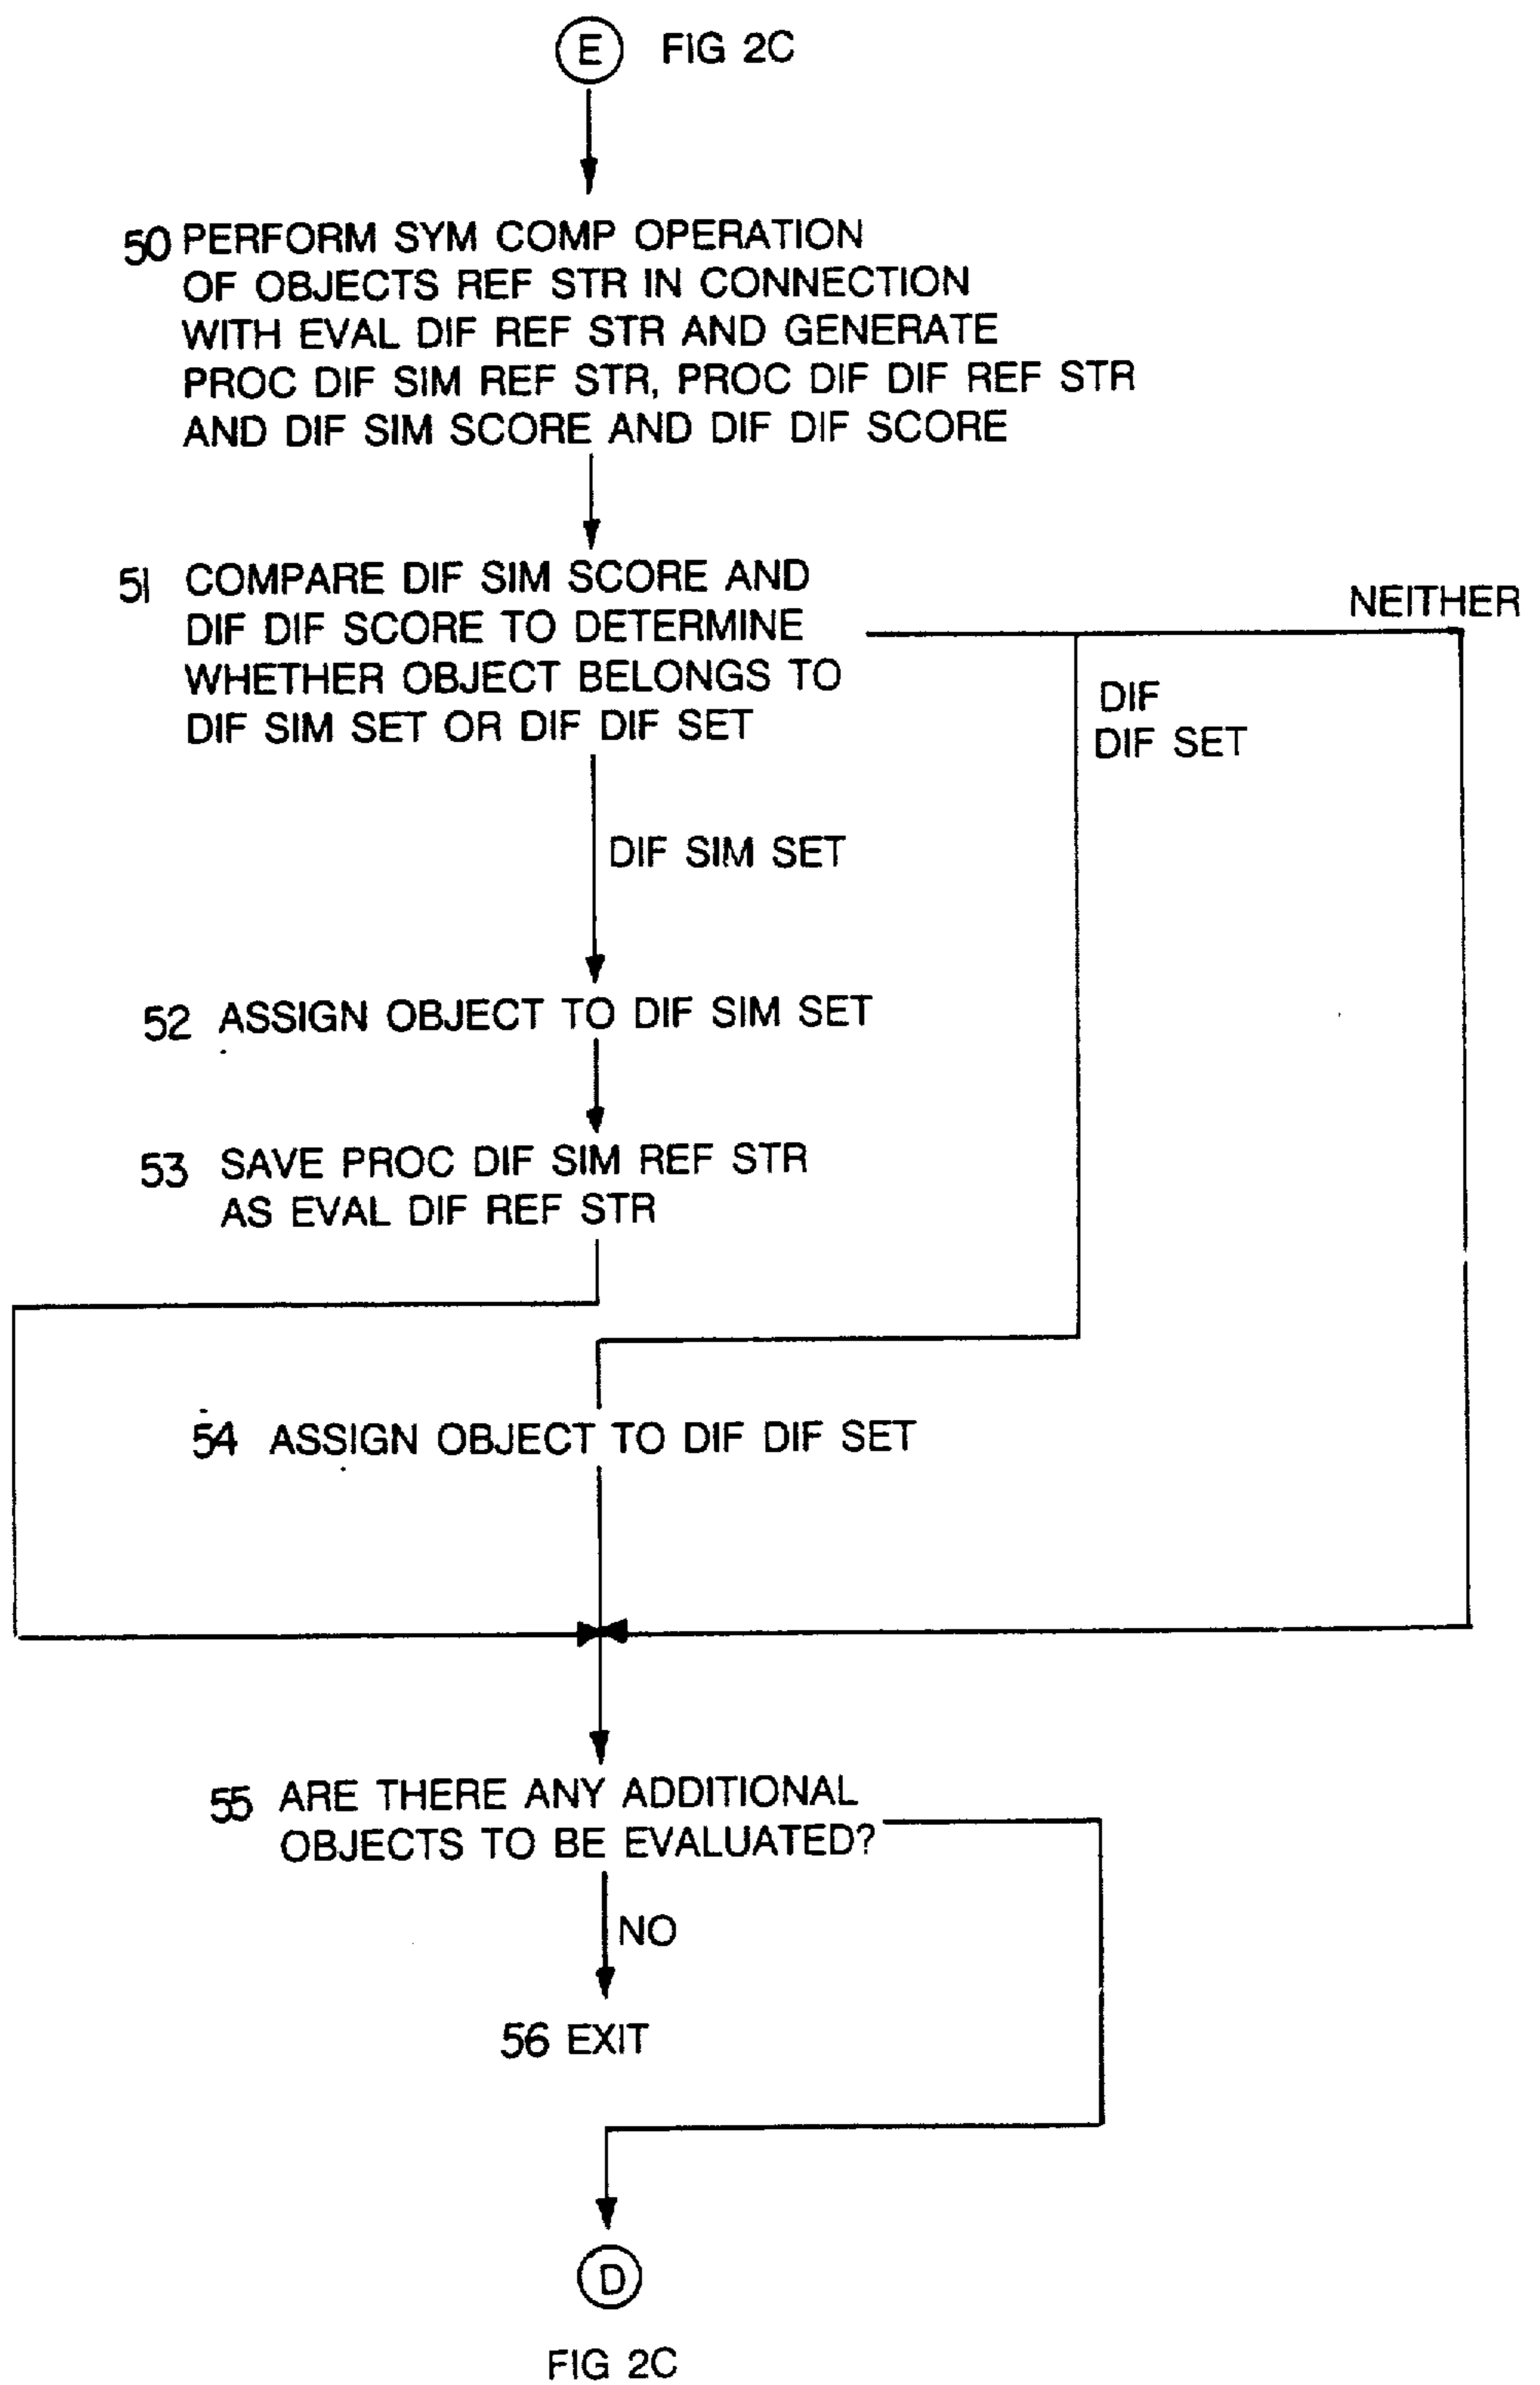 E FIG 2C
50 PERFORM SYM COMP OPERATION
OF OBJECTS REF STR IN CONNECTION
WITH EVAL DIF REF STR AND GENERATE
PROC DIF SIM REF STR, PROC DIF DIF REF STR
AND DIF SIM SCORE AND DIF DIF SCORE
51 COMPARE DIF SIM SCORE AND
DIF DIF SCORE TO DETERMINE
WHETHER OBJECT BELONGS TO
DIF SIM SET OR DIF DIF SET
NEITHER
DIF
DIF SET
DIF SIM SET
52 ASSIGN OBJECT TO DIF SIM SET
53 SAVE PROC DIF SIM REF STR
AS EVAL DIF REF STR
54 ASSIGN OBJECT TO DIF DIF SET
55 ARE THERE ANY ADDITIONAL
OBJECTS TO BE EVALUATED?
NO
56 EXIT
D
FIG 2C